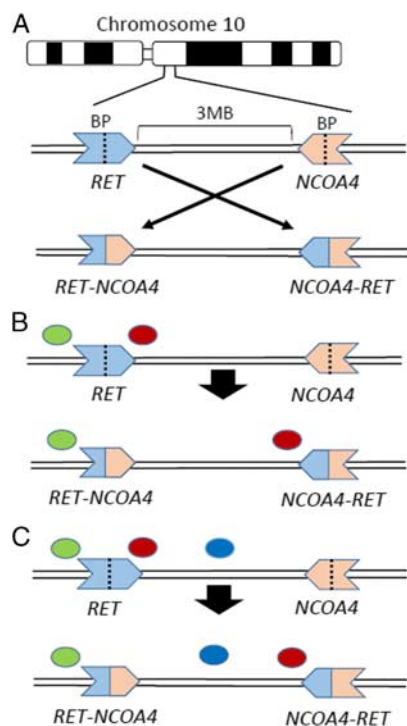 A
Chromosome 10
3MB
BP
BP
RET
NCOA4
RET-NCOA4
NCOA4-RET
B
RET
NCOA4
RET-NCOA4
NCOA4-RET
C
RET
NCOA4
RET-NCOA4
NCOA4-RET